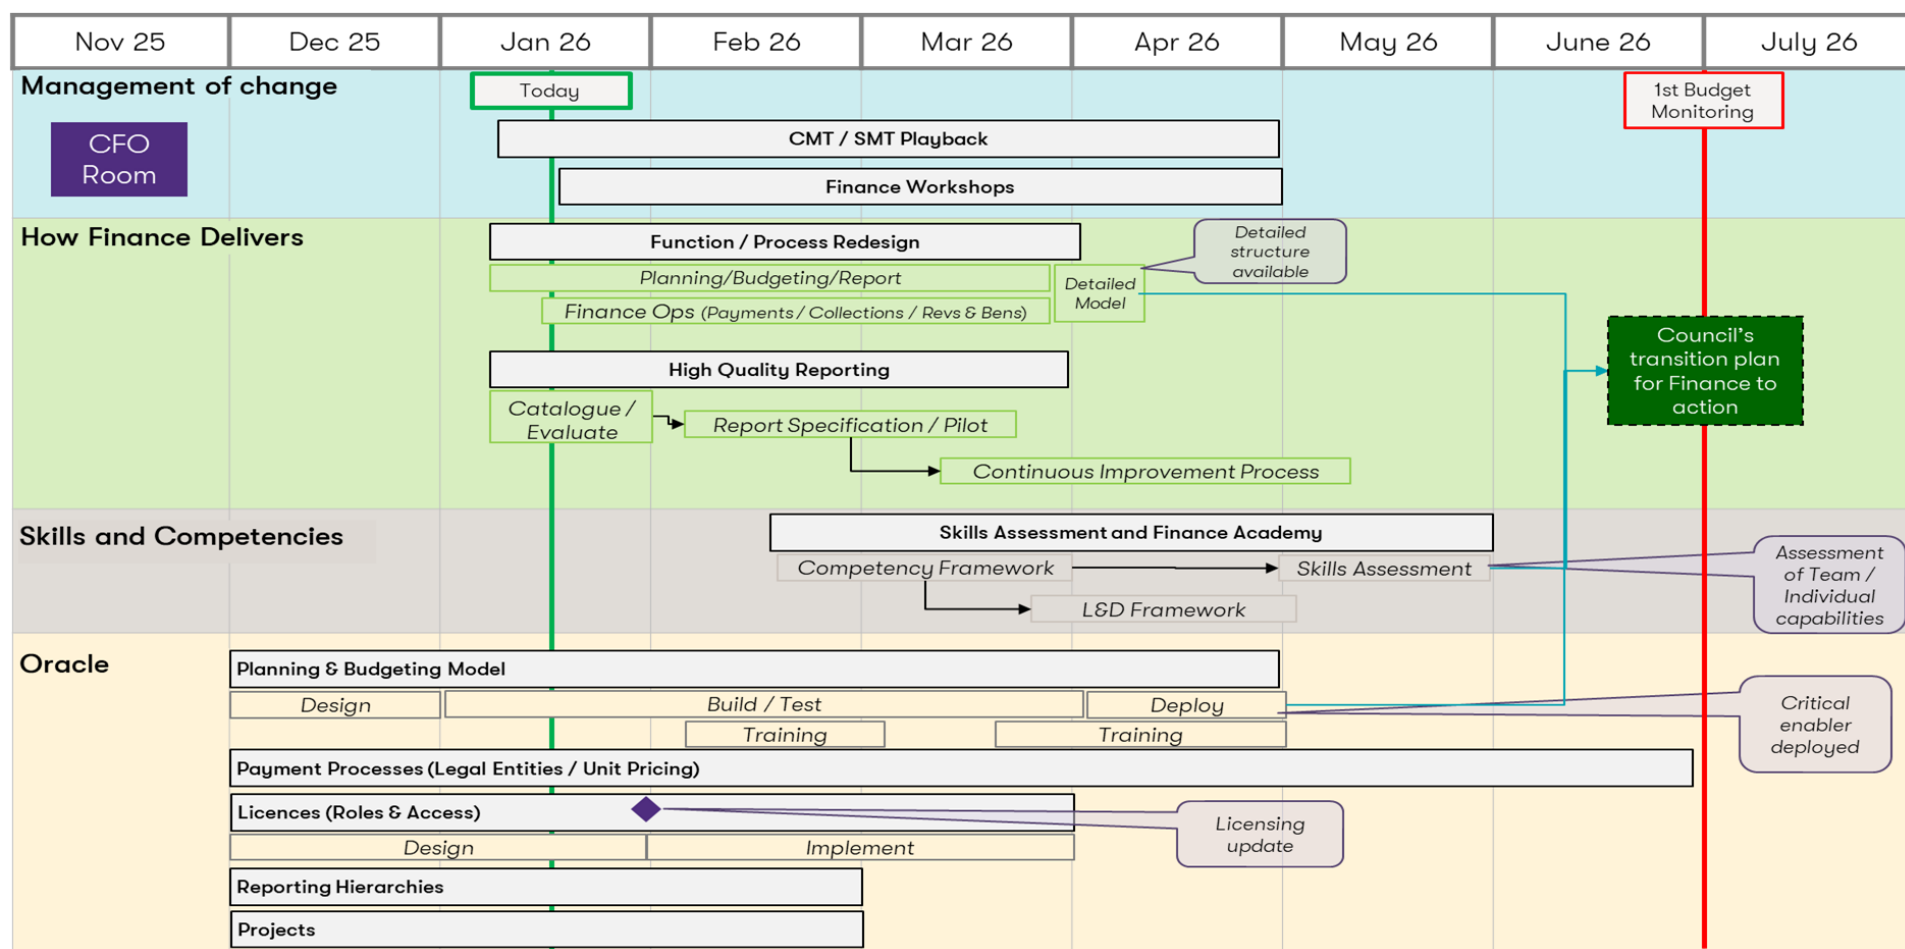 Nov 25
Dec 25
Jan 26
Feb 26
Mar 26
Apr 26
May 26
June 26
July 26
Management of change
Today
1st Budget
Monitoring
CFO
Room
CMT / SMT Playback
Finance Workshops
How Finance Delivers
Function / Process Redesign
Detailed
structure
available
Planning/Budgeting/Report
Detailed
Model
Finance Ops (Payments / Collections / Revs & Bens)
Council’s
transition plan
for Finance to
action
High Quality Reporting
Catalogue /
Evaluate
Report Specification / Pilot
Continuous Improvement Process
Skills and Competencies
Skills Assessment and Finance Academy
Competency Framework
Skills Assessment
Assessment
of Team /
Individual
capabilities
L&D Framework
Oracle
Planning & Budgeting Model
Design
Build / Test
Deploy
Critical
enabler
deployed
Training
Training
Payment Processes (Legal Entities / Unit Pricing)
Licences (Roles & Access)
Licensing
update
Design
Implement
Reporting Hierarchies
Projects